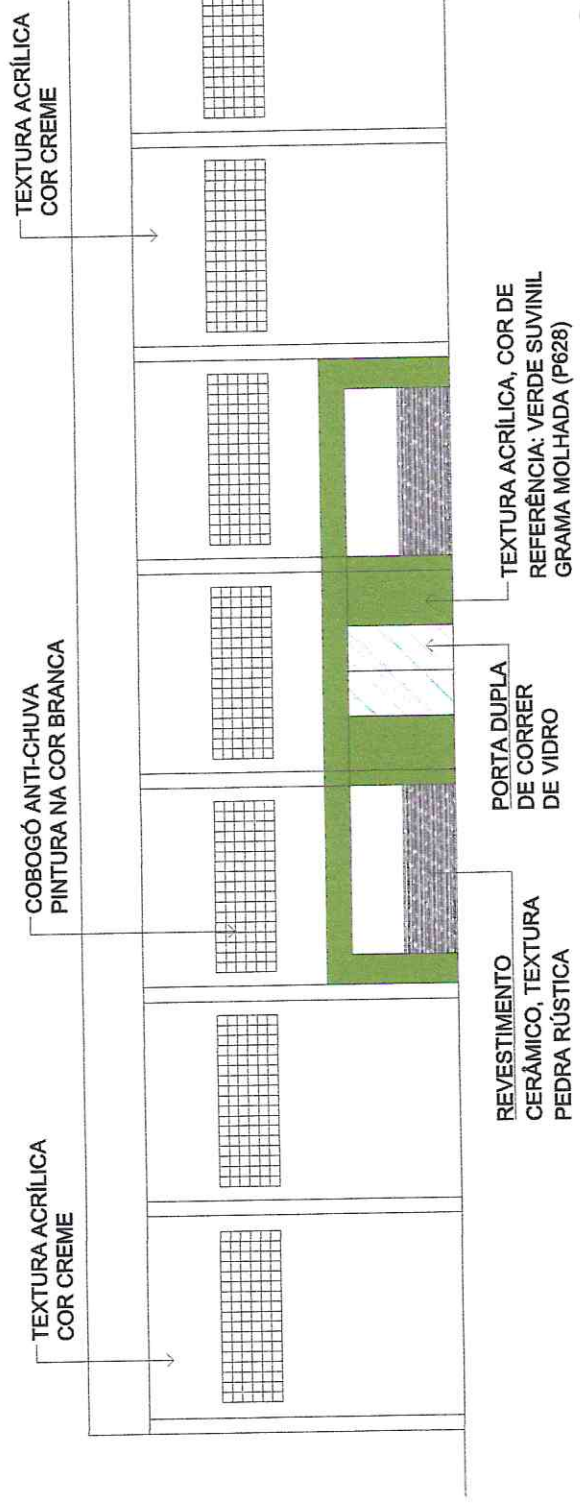 TEXTURA ACRÍLICA
COR CREME
COBOGÓ ANTI-CHUVA
PINTURA NA COR BRANCA
TEXTURA ACRÍLICA
COR CREME
REVESTIMENTO
CERÂMICO, TEXTURA
PEDRA RÚSTICA
PORTA DUPLA
DE CORRER
DE VIDRO
TEXTURA ACRÍLICA, COR DE
REFERÊNCIA: VERDE SUVINIL
GRAMA MOLHADA (P628)